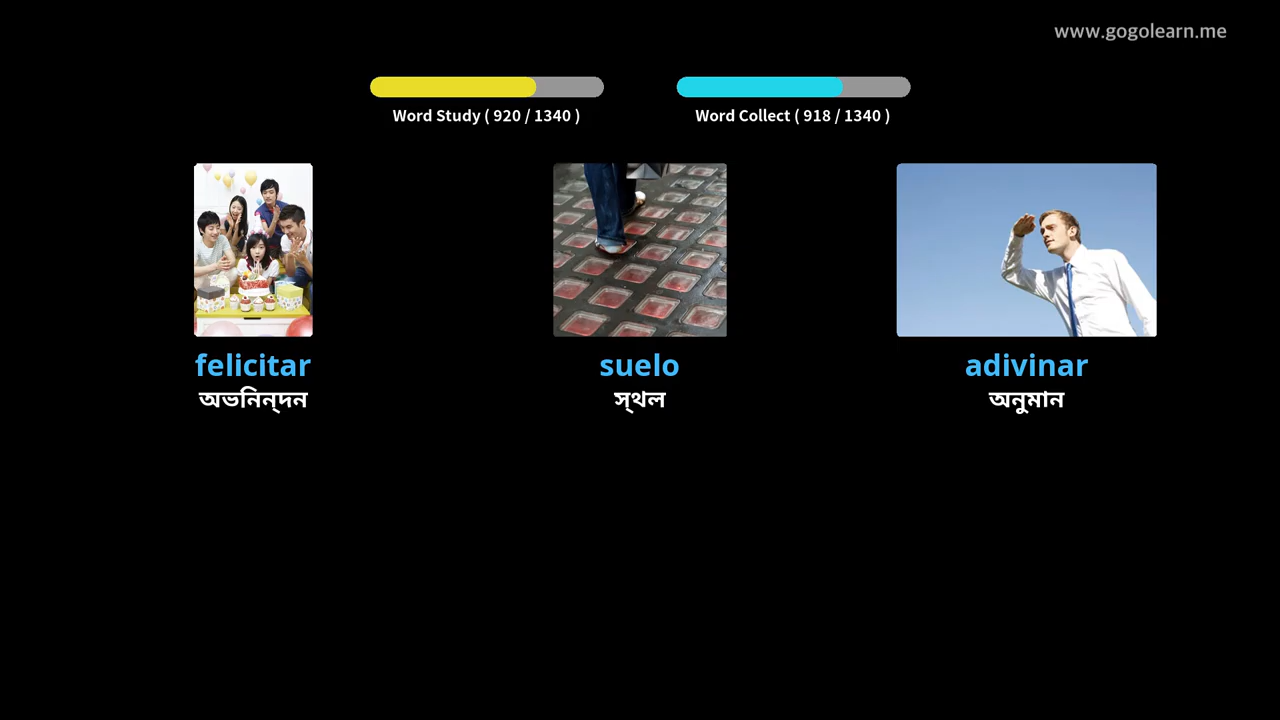 www.gogolearn.me
Word Study ( 920 / 1340 )
Word Collect ( 918 / 1340 )
felicitar
suelo
adivinar
অভিনন্দন
স্থল
অনুমান